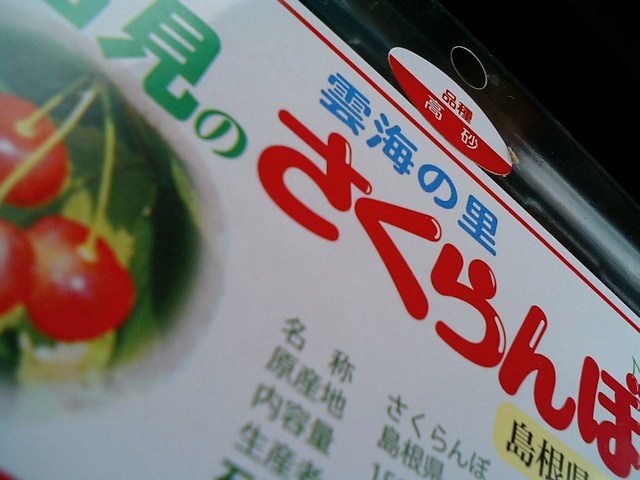 見の
品種
高砂
雲海の里
さくらんぼ
島根県
名称 さくらんぼ
原産地 島根県
内容量
生産者